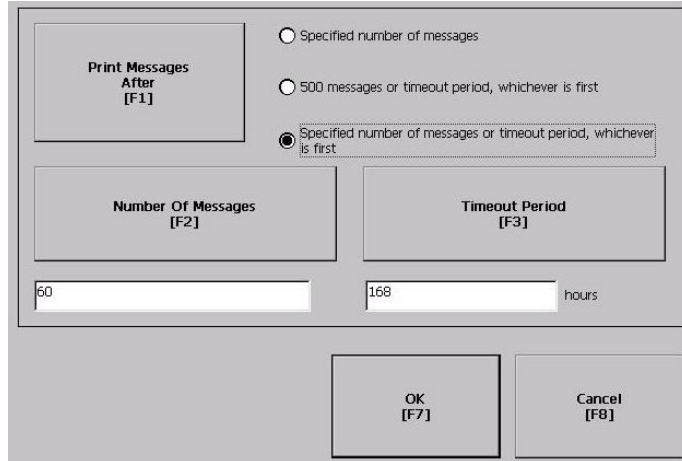 Print Messages
After
[F1]
Specified number of messages
500 messages or timeout period, whichever is first
Specified number of messages or timeout period, whichever
is first
Number Of Messages
[F2]
Timeout Period
[F3]
60
168
hours
OK
[F7]
Cancel
[F8]